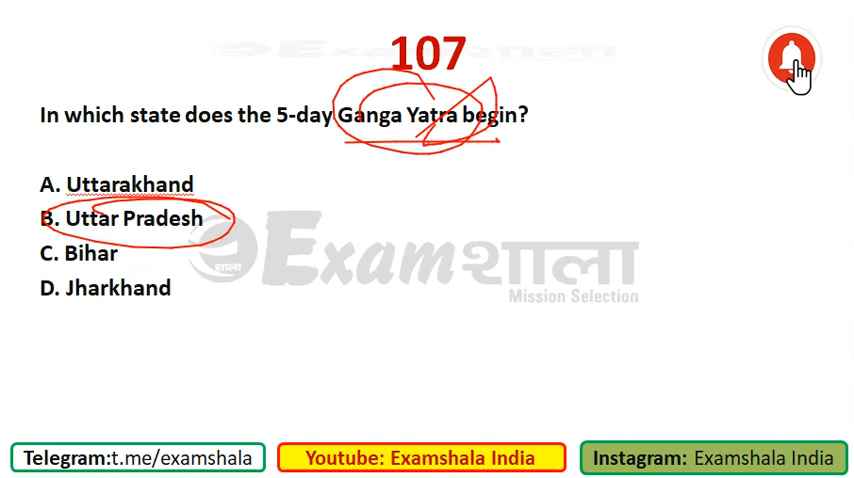 107
In which state does the 5-day Ganga Yatra begin?
A. Uttarakhand
B. Uttar Pradesh
C. Bihar
D. Jharkhand
शाला
Examशाला
Mission Selection
Telegram:t.me/examshala
Youtube: Examshala India
Instagram: Examshala India